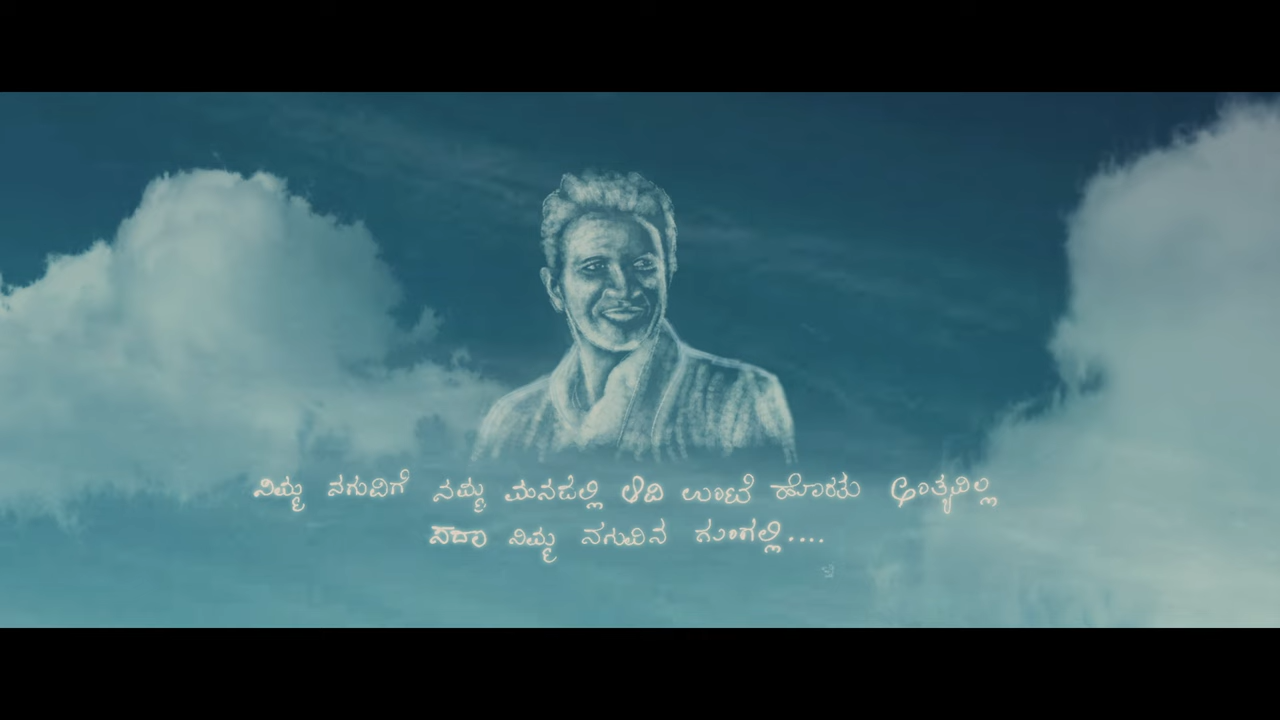 ನಿಮ್ಮ ನಗುವಿಗೆ ನಮ್ಮ ಮನದಲ್ಲಿ ಆದಿ ಉಂಟೆ ಹೊರತು ಅಂತ್ಯವಿಲ್ಲ
ಸದಾ ನಿಮ್ಮ ನಗುವಿನ ಗುಂಗಲ್ಲಿ....